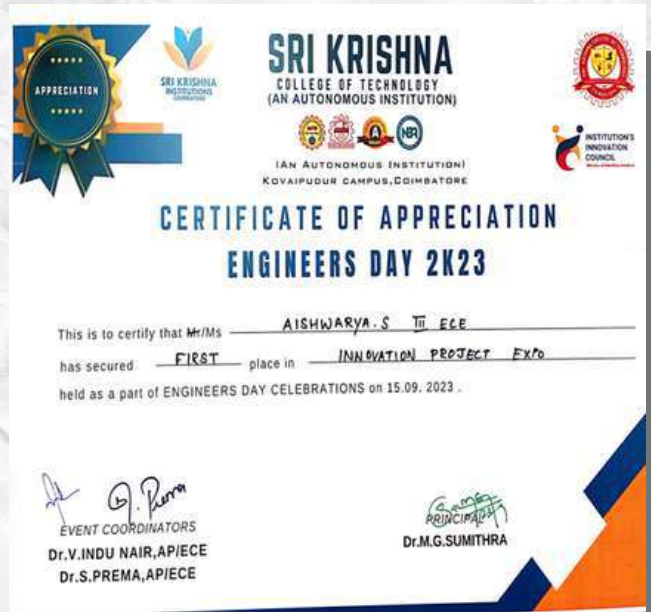 APPRECIATION
SRI KRISHNA
INSTITUTIONS
COIMBATORE
SRI KRISHNA
COLLEGE OF TECHNOLOGY
(AN AUTONOMOUS INSTITUTION)
NBA
INSTITUTION'S
INNOVATION
COUNCIL
(AN AUTONOMOUS INSTITUTION)
KOVAIPUDUR CAMPUS,COIMBATORE
CERTIFICATE OF APPRECIATION
ENGINEERS DAY 2K23
This is to certify that Mr/Ms AISHWARYA.S III ECE
has secured FIRST place in INNOVATION PROJECT EXPO
held as a part of ENGINEERS DAY CELEBRATIONS on 15.09. 2023 .
EVENT COORDINATORS
Dr.V.INDU NAIR,AP/ECE
Dr.S.PREMA,AP/ECE
PRINCIPAL
Dr.M.G.SUMITHRA